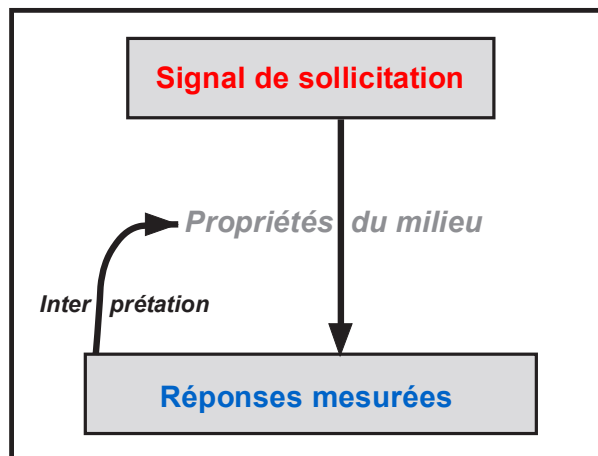 Signal de sollicitation
Propriétés du milieu
Inter prétation
Réponses mesurées